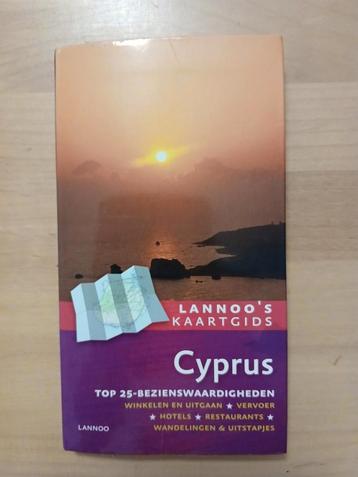 LANNOO'S
KAARTGIDS
Cyprus
TOP 25-BEZIENSWAARDIGHEDEN
WINKELEN EN UITGAAN ★ VERVOER
★ HOTELS ★ RESTAURANTS ★
LANNOO WANDELINGEN & UITSTAPJES